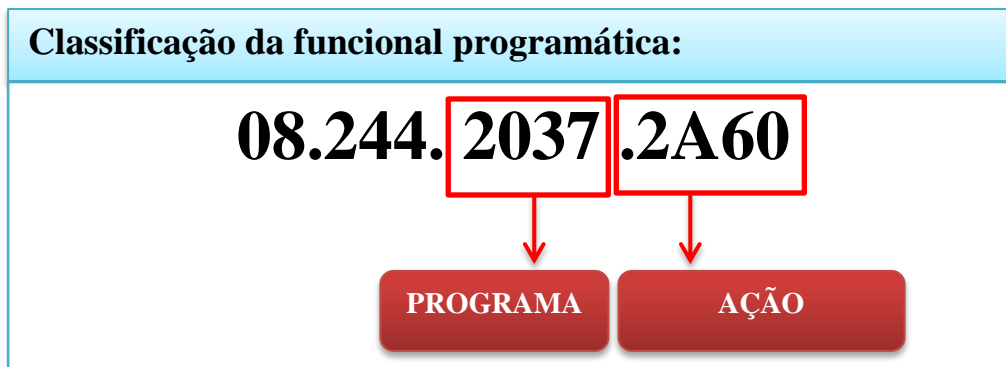 Classificação da funcional programática:
08.244. 2037 .2A60
PROGRAMA AÇÃO